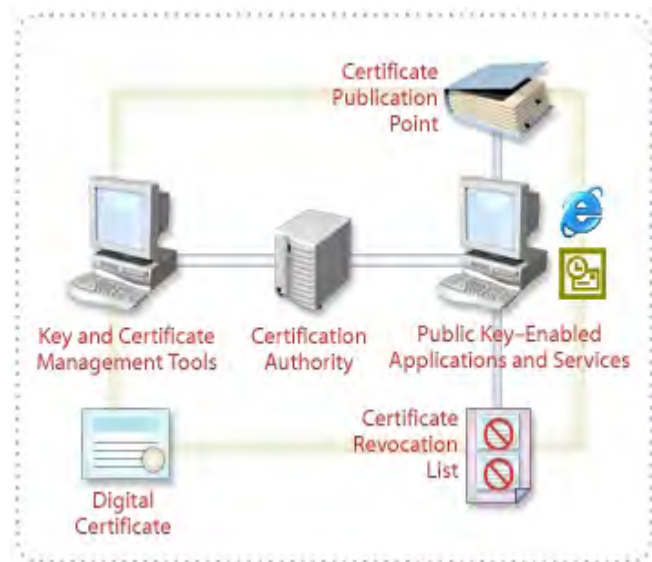 Certificate
Publication
Point
Key and Certificate
Management Tools
Certification
Authority
Public Key–Enabled
Applications and Services
Certificate
Revocation
List
Digital
Certificate